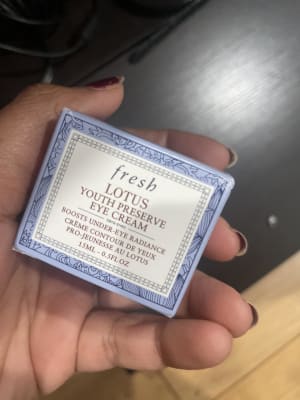 fresh
LOTUS
YOUTH PRESERVE
EYE CREAM
BOOSTS UNDER-EYE RADIANCE
CRÈME CONTOUR DE YEUX
PRO-JEUNESSE AU LOTUS
15ML - 0.5FL.OZ